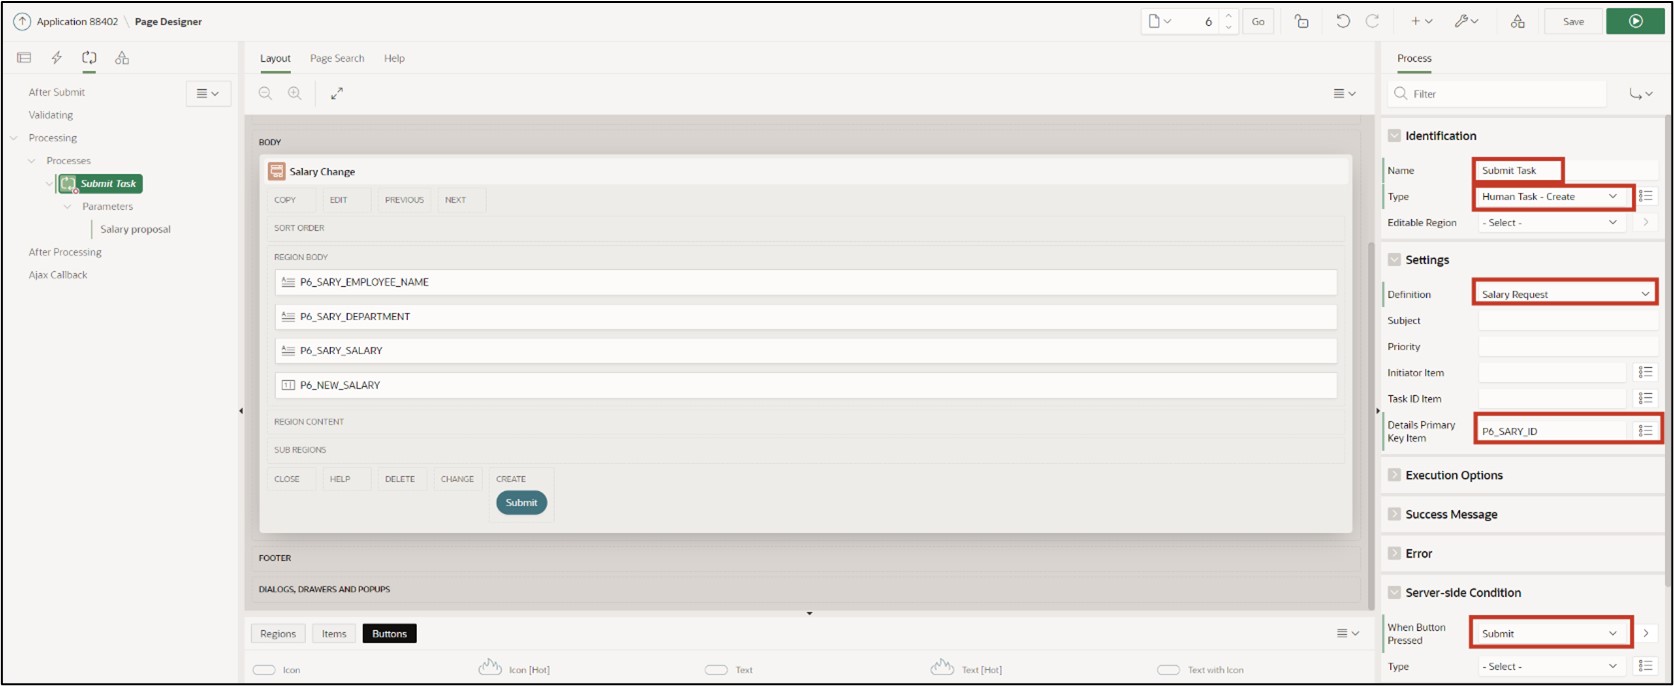 Application 88402 \ Page Designer
6
Go
Save
After Submit
Validating
Processing
Processes
Submit Task
Parameters
Salary proposal
After Processing
Ajax Callback
Layout Page Search Help
BODY
Salary Change
COPY EDIT PREVIOUS NEXT
SORT ORDER
REGION BODY
P6_SARY_EMPLOYEE_NAME
P6_SARY_DEPARTMENT
P6_SARY_SALARY
P6_NEW_SALARY
REGION CONTENT
SUB REGIONS
CLOSE HELP DELETE CHANGE CREATE
Submit
FOOTER
DIALOGS, DRAWERS AND POPUPS
Regions Items Buttons
Icon Icon [Hot] Text Text [Hot] Text with Icon
Process
Filter
Identification
Name Submit Task
Type Human Task - Create
Editable Region - Select -
Settings
Definition Salary Request
Subject
Priority
Initiator Item
Task ID Item
Details Primary
Key Item P6_SARY_ID
Execution Options
Success Message
Error
Server-side Condition
When Button
Pressed Submit
Type - Select -